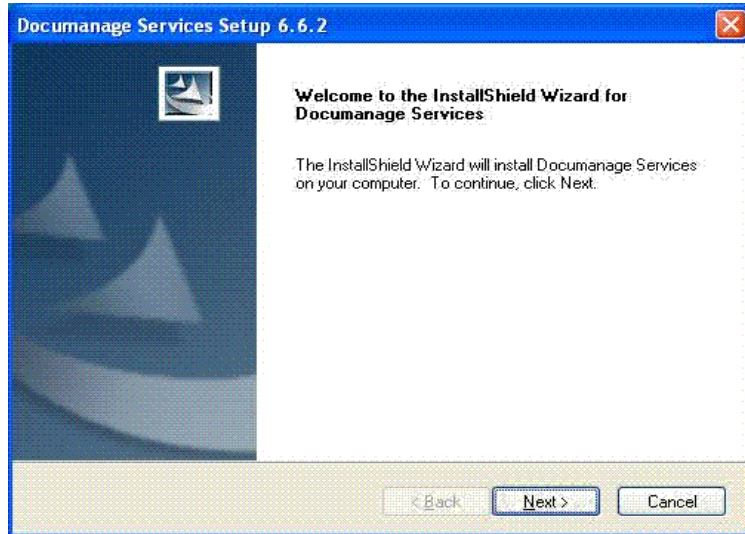 Documanage Services Setup 6.6.2
Welcome to the InstallShield Wizard for
Documanage Services
The InstallShield Wizard will install Documanage Services
on your computer. To continue, click Next.
< Back
Next >
Cancel